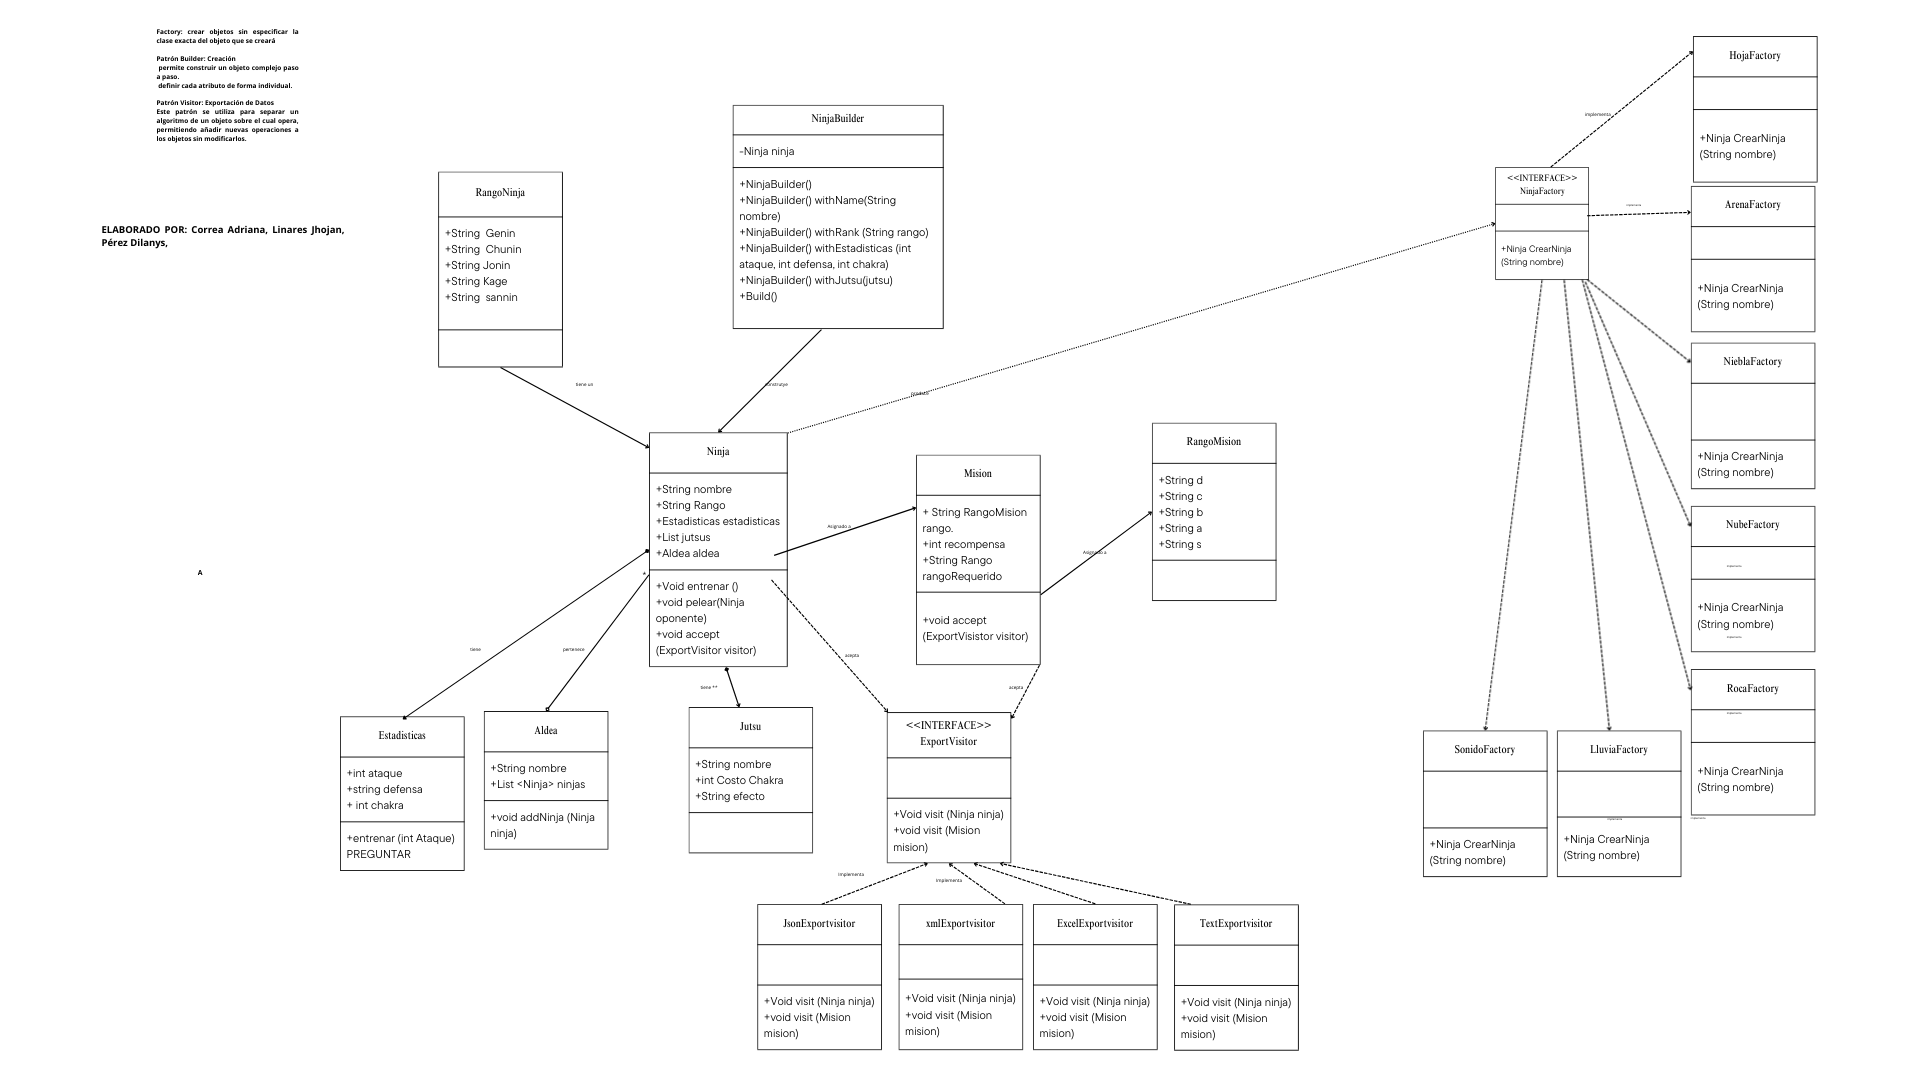 Factory: crear objetos sin especificar la
clase exacta del objeto que se creará
Patrón Builder: Creación
permite construir un objeto complejo paso
a paso.
definir cada atributo de forma individual.
Patrón Visitor: Exportación de Datos
Este patrón se utiliza para separar un
algoritmo de un objeto sobre el cual opera,
permitiendo añadir nuevas operaciones a
los objetos sin modificarlos.
ELABORADO POR: Correa Adriana, Linares Jhojan,
Pérez Dilanys,
A
RangoNinja
+String Genin
+String Chunin
+String Jonin
+String Kage
+String sannin
tiene un
NinjaBuilder
-Ninja ninja
+NinjaBuilder()
+NinjaBuilder() withName(String
nombre)
+NinjaBuilder() withRank (String rango)
+NinjaBuilder() withEstadisticas (int
ataque, int defensa, int chakra)
+NinjaBuilder() withJutsu(jutsu)
+Build()
Ninja
+String nombre
+String Rango
+Estadisticas estadisticas
+List jutsus
+Aldea aldea
+Void entrenar ()
+void pelear(Ninja
oponente)
+void accept
(ExportVisitor visitor)
*
Asignado a
Mision
+ String RangoMision
rango.
+int recompensa
+String Rango
rangoRequerido
+void accept
(ExportVisistor visitor)
Asignado a
RangoMision
+String d
+String c
+String b
+String a
+String s
tiene
pertenece
tiene **
acepta
acepta
Estadisticas
+int ataque
+string defensa
+ int chakra
+entrenar (int Ataque)
PREGUNTAR
Aldea
+String nombre
+List <Ninja> ninjas
+void addNinja (Ninja
ninja)
Jutsu
+String nombre
+int Costo Chakra
+String efecto
<<INTERFACE>>
ExportVisitor
+Void visit (Ninja ninja)
+void visit (Mision
mision)
Implementa
Implementa
JsonExportvisitor
+Void visit (Ninja ninja)
+void visit (Mision
mision)
xmlExportvisitor
+Void visit (Ninja ninja)
+void visit (Mision
mision)
ExcelExportvisitor
+Void visit (Ninja ninja)
+void visit (Mision
mision)
TextExportvisitor
+Void visit (Ninja ninja)
+void visit (Mision
mision)
<<INTERFACE>>
NinjaFactory
+Ninja CrearNinja
(String nombre)
implementa
HojaFactory
+Ninja CrearNinja
(String nombre)
ArenaFactory
+Ninja CrearNinja
(String nombre)
NieblaFactory
+Ninja CrearNinja
(String nombre)
NubeFactory
+Ninja CrearNinja
(String nombre)
RocaFactory
+Ninja CrearNinja
(String nombre)
SonidoFactory
+Ninja CrearNinja
(String nombre)
LluviaFactory
+Ninja CrearNinja
(String nombre)